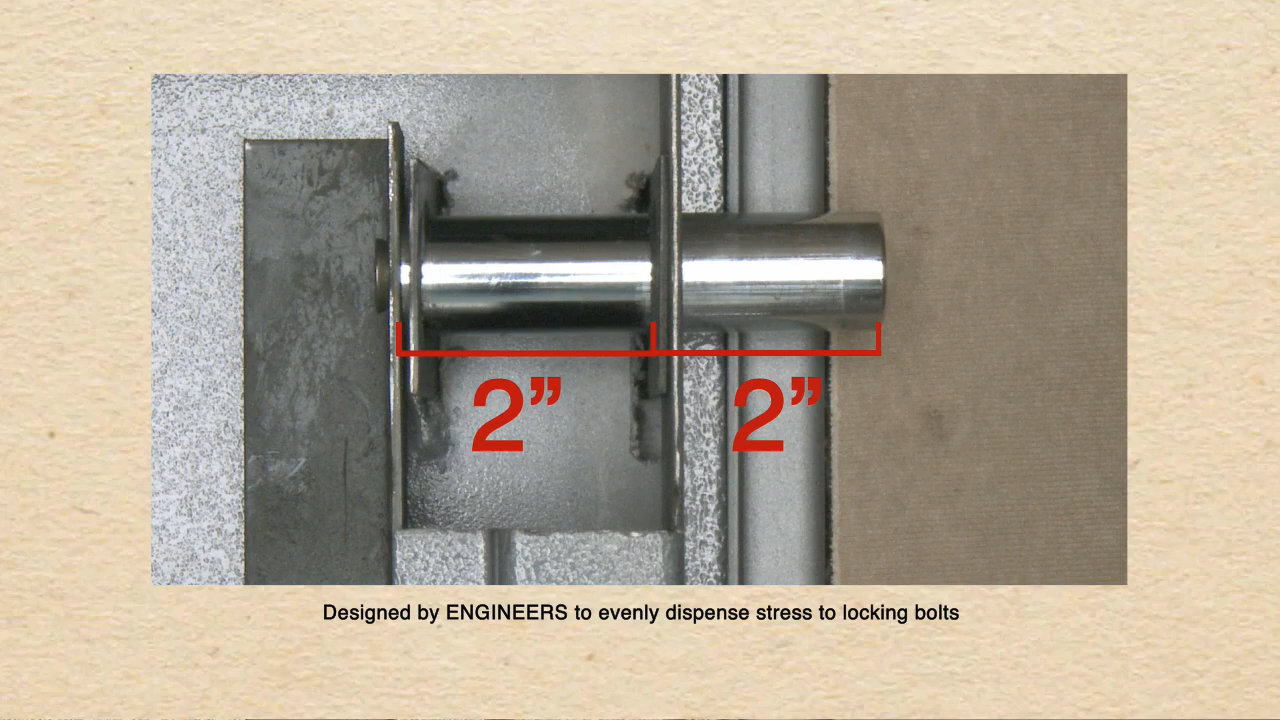 2” 2”
Designed by ENGINEERS to evenly dispense stress to locking bolts